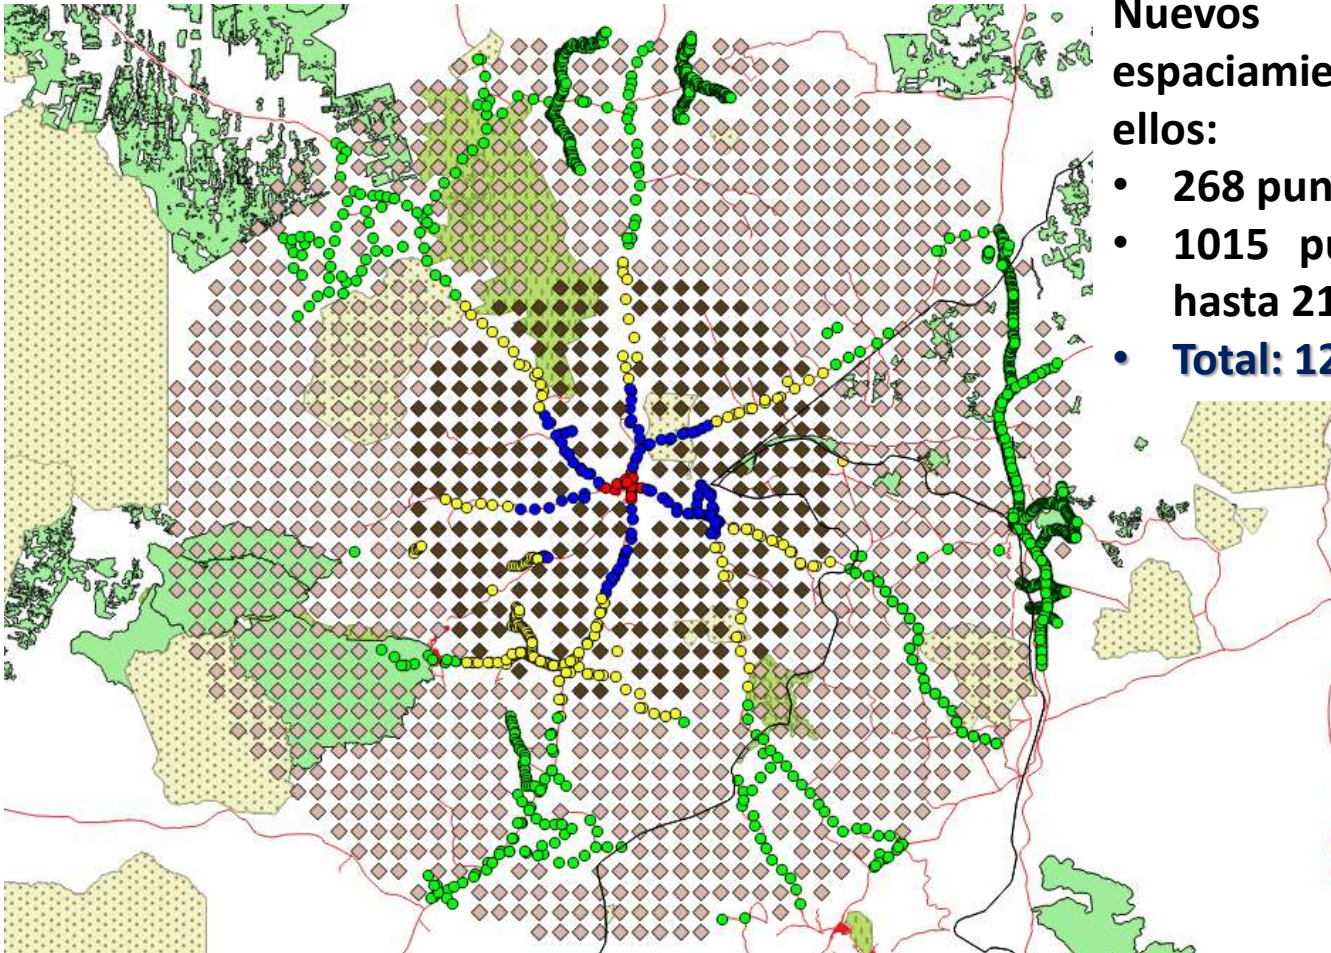 Nuevos
espaciamie
ellos:
• 268 pun
• 1015 pu
hasta 21
• Total: 12